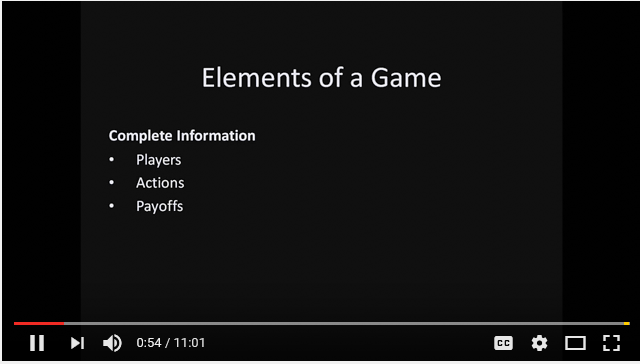 Elements of a Game
Complete Information
• Players
• Actions
• Payoffs
0:54 / 11:01
CC